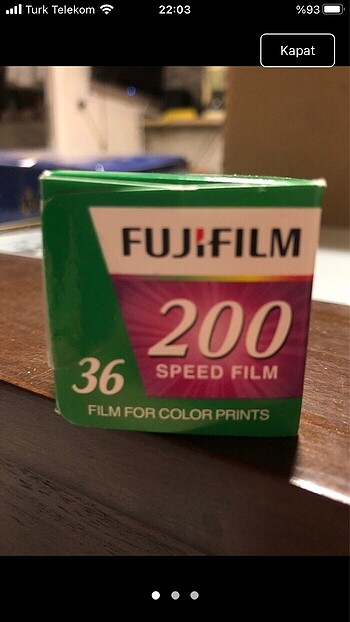 Turk Telekom 22:03 %93
Kapat
FUJIFILM
200
SPEED FILM
36
FILM FOR COLOR PRINTS